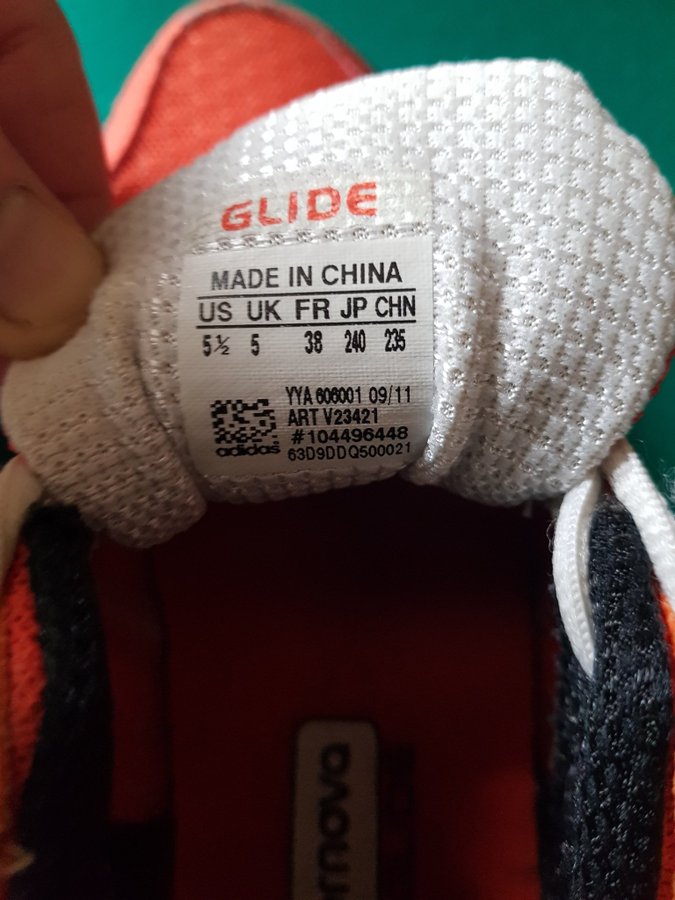 GLIDE
MADE IN CHINA
US UK FR JP CHN
5½ 5 38 240 235
YYA 606001 09/11
ART V23421
#104496448
adidas 63D9DDQ500021
rnova